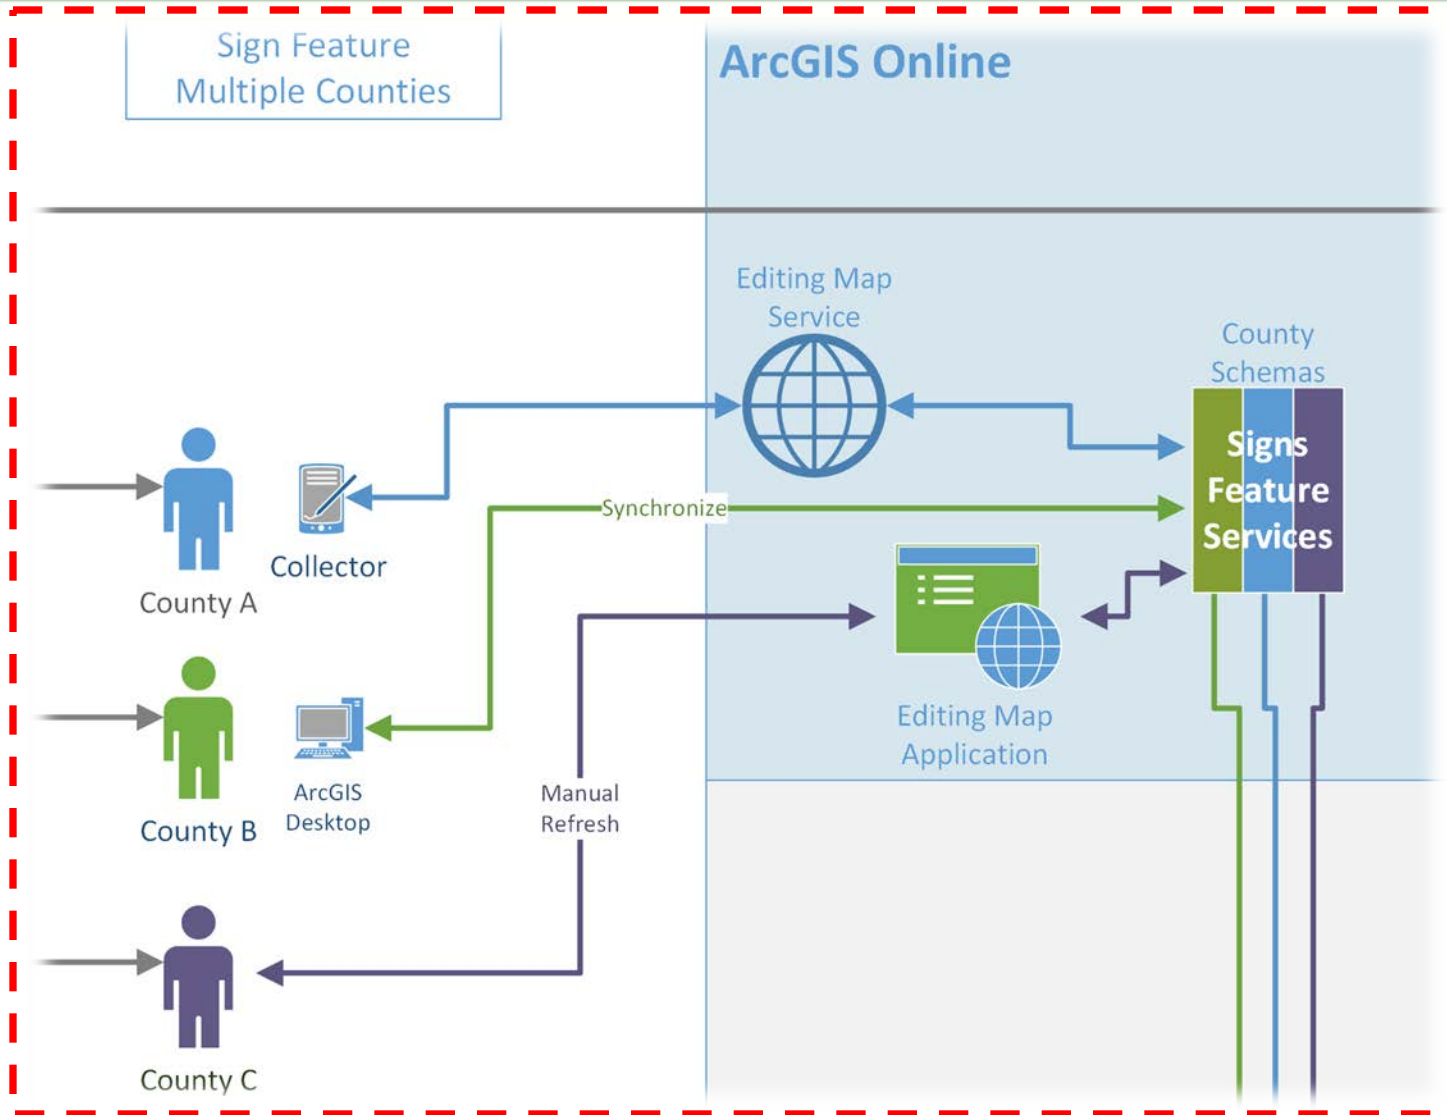 Sign Feature
Multiple Counties
ArcGIS Online
Editing Map
Service
County
Schemas
Signs
Feature
Services
Synchronize
Collector
County A
Editing Map
Application
ArcGIS
Desktop
County B
Manual
Refresh
County C